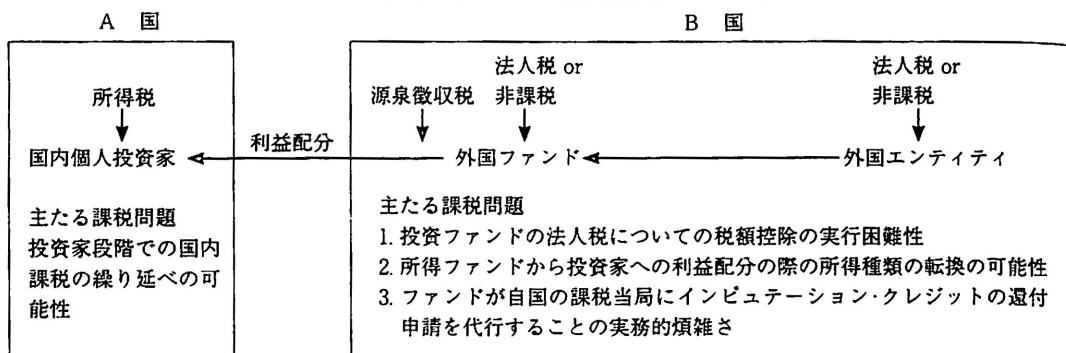 A 国
B 国
所得税
国内個人投資家
主たる課税問題
投資家段階での国内
課税の繰り延べの可
能性
利益配分
源泉徴収税
法人税 or
非課税
外国ファンド
法人税 or
非課税
外国エンティティ
主たる課税問題
1. 投資ファンドの法人税についての税額控除の実行困難性
2. 所得ファンドから投資家への利益配分の際の所得種類の転換の可能性
3. ファンドが自国の課税当局にインピュテーション・クレジットの還付
申請を代行することの実務的煩雑さ